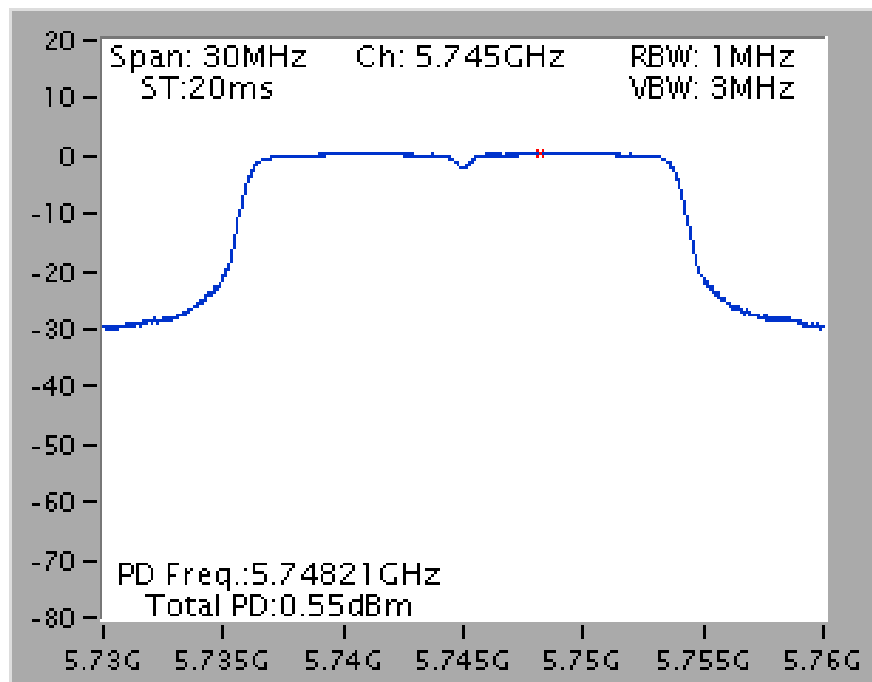 Span: 30MHz Ch: 5.745GHz RBW: 1MHz
ST:20ms VBW: 3MHz
20
10
0
-10
-20
-30
-40
-50
-60
-70
-80
PD Freq.:5.74821GHz
Total PD:0.55dBm
5.73G 5.735G 5.74G 5.745G 5.75G 5.755G 5.76G